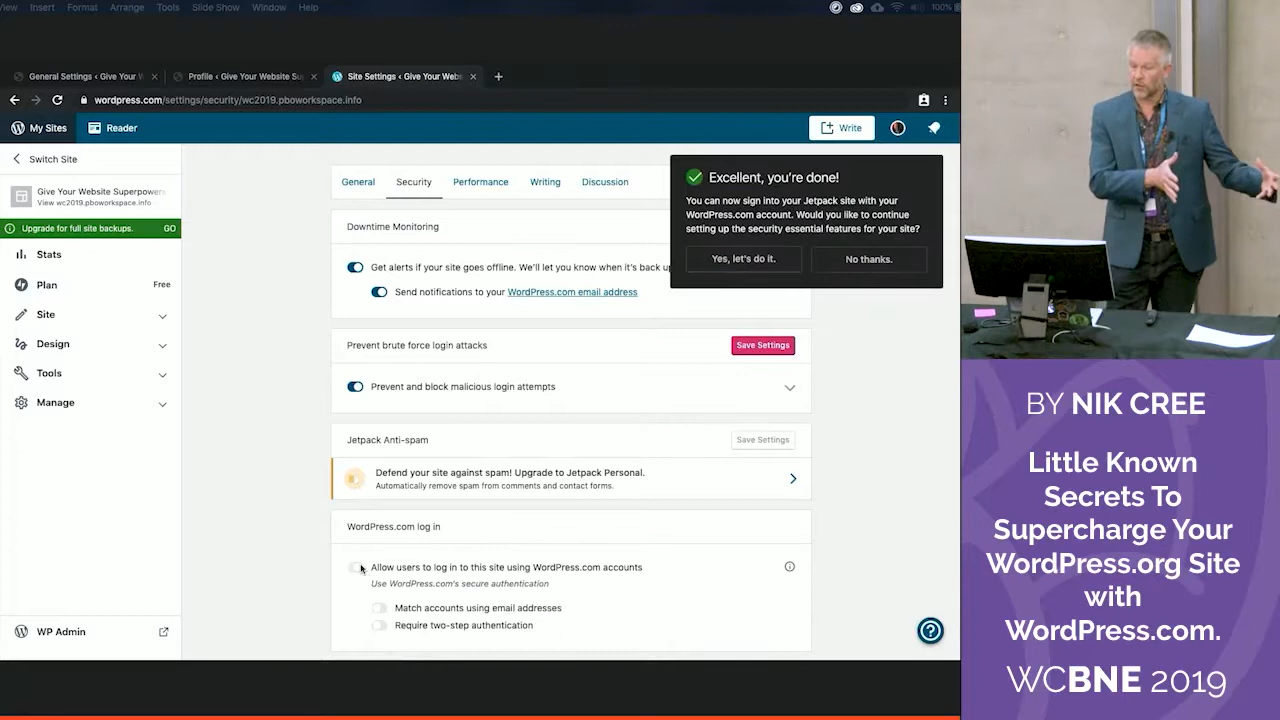 View Insert Format Arrange Tools Slide Show Window Help 100%
General Settings ‹ Give Your W
Profile ‹ Give Your Website Su
Site Settings ‹ Give Your Web
wordpress.com/settings/security/wc2019.pboworkspace.info
My Sites
Reader
Write
Switch Site
Give Your Website Superpowers
View wc2019.pboworkspace.info
Upgrade for full site backups. GO
Stats
Plan Free
Site
Design
Tools
Manage
WP Admin
General Security Performance Writing Discussion
Downtime Monitoring
Get alerts if your site goes offline. We'll let you know when it's back up
Send notifications to your WordPress.com email address
Prevent brute force login attacks Save Settings
Prevent and block malicious login attempts
Jetpack Anti-spam Save Settings
Defend your site against spam! Upgrade to Jetpack Personal.
Automatically remove spam from comments and contact forms.
WordPress.com log in
Allow users to log in to this site using WordPress.com accounts
Use WordPress.com's secure authentication
Match accounts using email addresses
Require two-step authentication
Excellent, you're done!
You can now sign into your Jetpack site with your
WordPress.com account. Would you like to continue
setting up the security essential features for your site?
Yes, let's do it. No thanks.
BY NIK CREE
Little Known
Secrets To
Supercharge Your
WordPress.org Site
with
WordPress.com.
WCBNE 2019